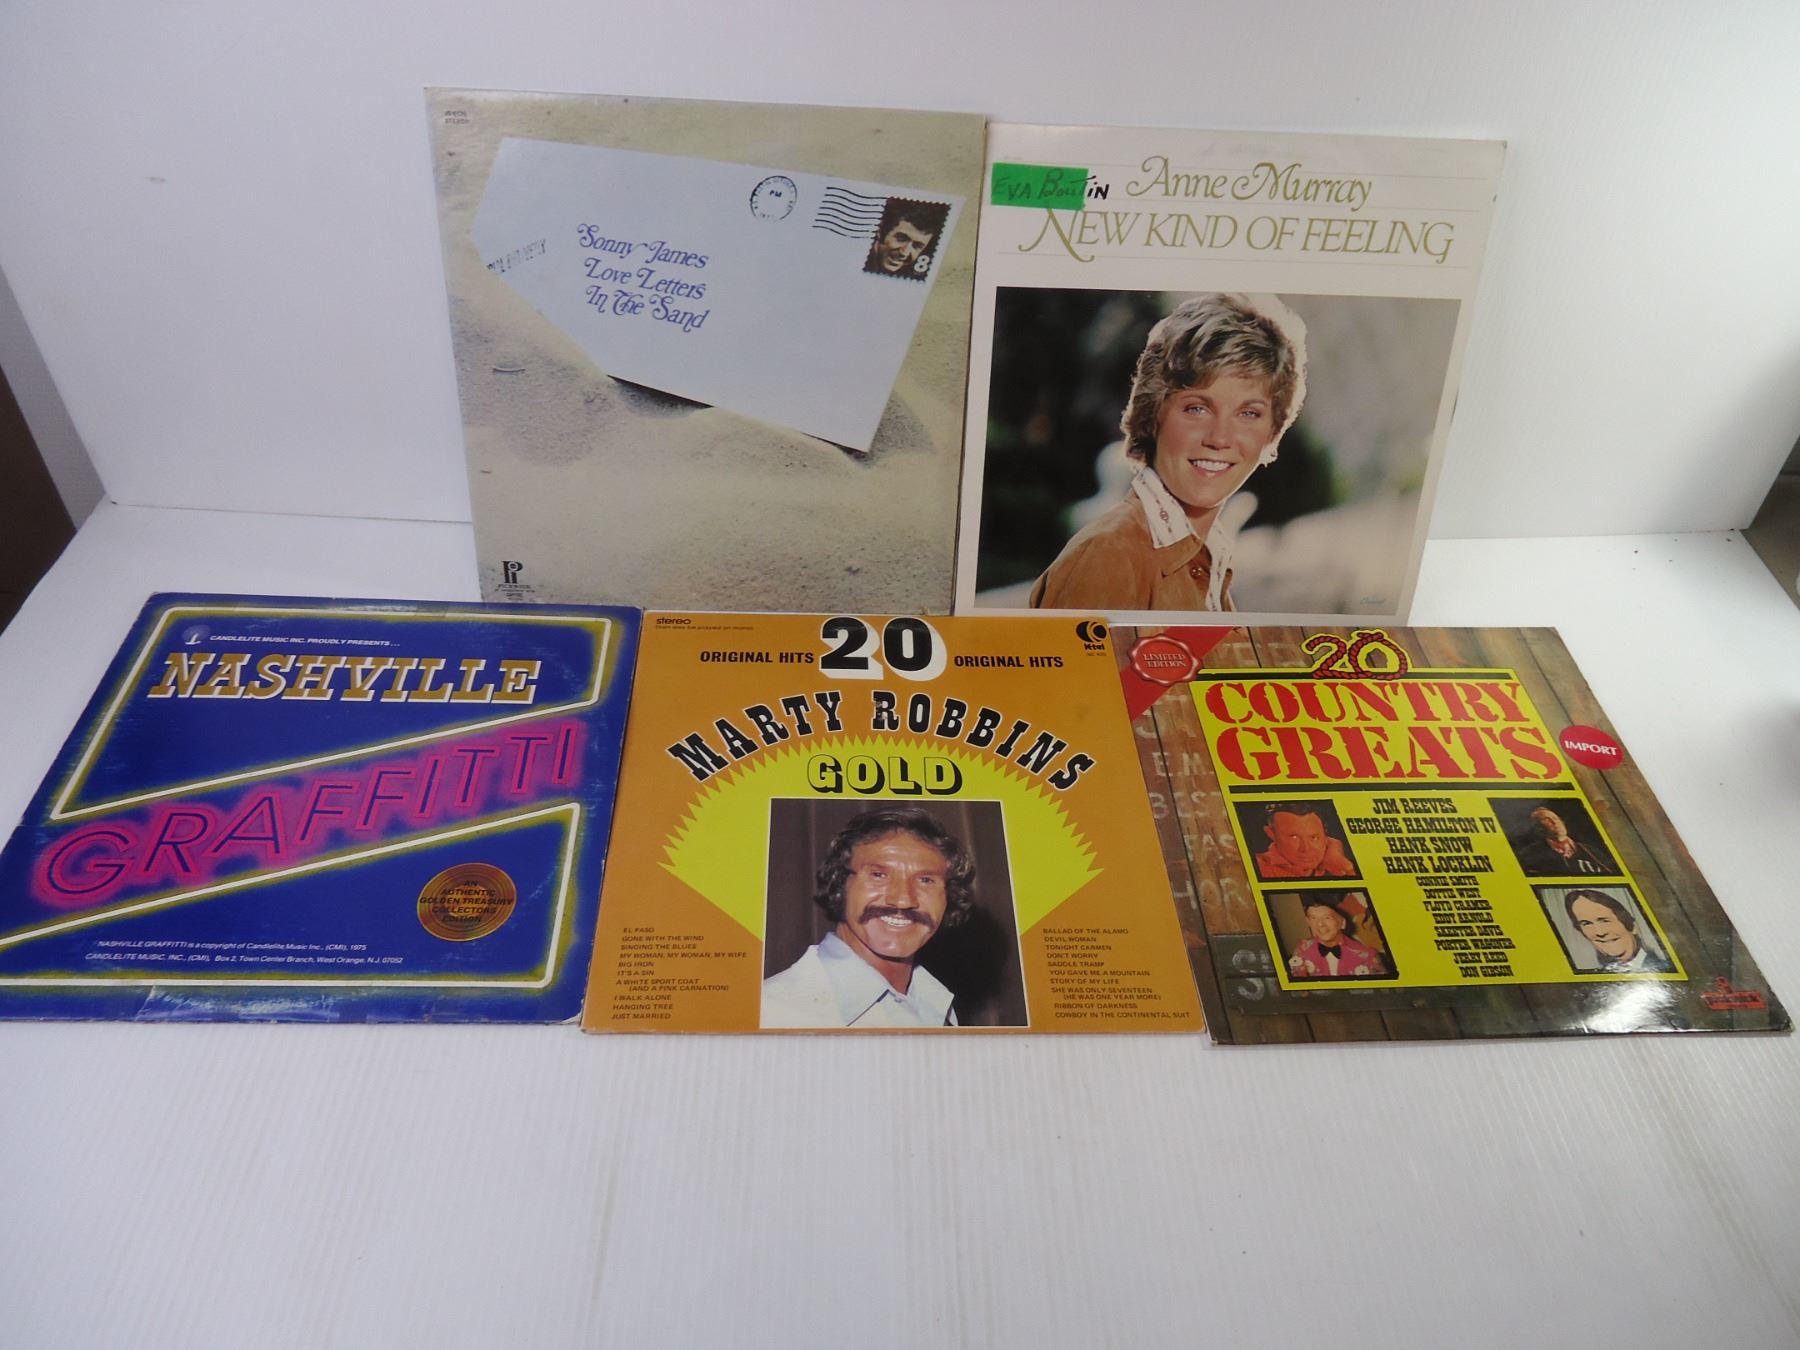 STEREO
PM
8
Sonny James
Love Letters
In The Sand
PICKWICK
EVA Boutin
Anne Murray
NEW KIND OF FEELING
Capitol
CANDLELITE MUSIC INC. PROUDLY PRESENTS...
NASHVILLE
GRAFFITTI
AN
AUTHENTIC
GOLDEN TREASURY
COLLECTORS
EDITION
NASHVILLE GRAFFITTI is a copyright of Candlelite Music Inc., (CMI), 1975
CANDLELITE MUSIC, INC., (CMI), Box 2, Town Center Branch, West Orange, N.J. 07052
stereo
K-tel
ORIGINAL HITS 20 ORIGINAL HITS
MARTY ROBBINS
GOLD
EL PASO
GONE WITH THE WIND
SINGING THE BLUES
MY WOMAN, MY WOMAN, MY WIFE
BIG IRON
IT'S A SIN
A WHITE SPORT COAT
(AND A PINK CARNATION)
I WALK ALONE
HANGING TREE
JUST MARRIED
BALLAD OF THE ALAMO
DEVIL WOMAN
TONIGHT CARMEN
DON'T WORRY
SADDLE TRAMP
YOU GAVE ME A MOUNTAIN
STORY OF MY LIFE
SHE WAS ONLY SEVENTEEN
(HE WAS ONE YEAR MORE)
RIBBON OF DARKNESS
COWBOY IN THE CONTINENTAL SUIT
LIMITED
EDITION
20
COUNTRY
GREATS
IMPORT
JIM REEVES
GEORGE HAMILTON IV
HANK SNOW
HANK LOCKLIN
CONNIE SMITH
DOTTIE WEST
FLOYD CRAMER
EDDY ARNOLD
SKEETER DAVIS
PORTER WAGONER
JERRY REED
DON GIBSON